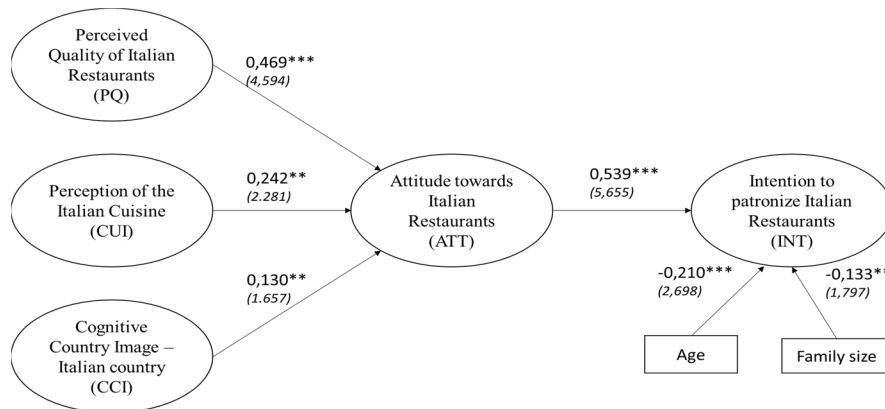 Perceived
Quality of Italian
Restaurants
(PQ)
0,469***
(4,594)
Perception of the
Italian Cuisine
(CUI)
0,242**
(2.281)
Cognitive
Country Image –
Italian country
(CCI)
0,130**
(1.657)
Attitude towards
Italian
Restaurants
(ATT)
0,539***
(5,655)
Intention to
patronize Italian
Restaurants
(INT)
-0,210***
(2,698)
-0,133**
(1,797)
Age
Family size